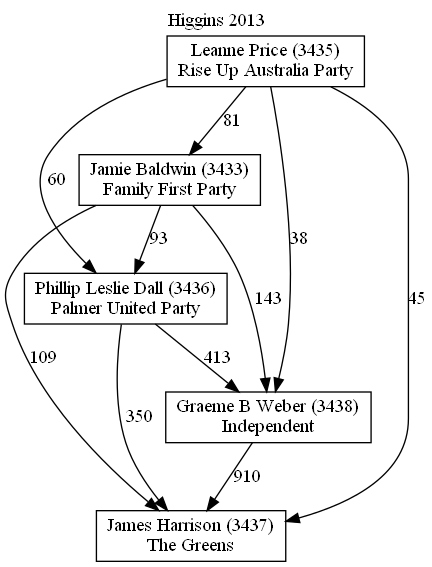 Higgins 2013
Leanne Price (3435)
Rise Up Australia Party
81
Jamie Baldwin (3433)
Family First Party
60
93
38
Phillip Leslie Dall (3436)
Palmer United Party
143
45
109
413
350
Graeme B Weber (3438)
Independent
910
James Harrison (3437)
The Greens